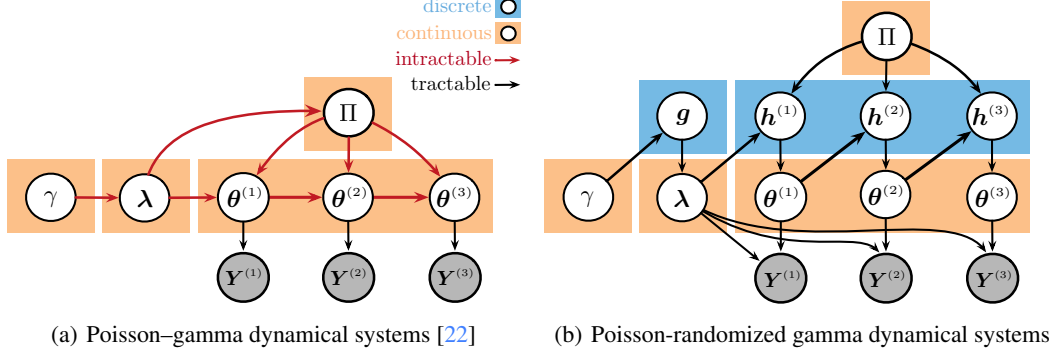 discrete
continuous
intractable
tractable
Π
γ
λ
θ⁽¹⁾
θ⁽²⁾
θ⁽³⁾
Y⁽¹⁾
Y⁽²⁾
Y⁽³⁾
(a) Poisson–gamma dynamical systems [22]
Π
g
h⁽¹⁾
h⁽²⁾
h⁽³⁾
γ
λ
θ⁽¹⁾
θ⁽²⁾
θ⁽³⁾
Y⁽¹⁾
Y⁽²⁾
Y⁽³⁾
(b) Poisson-randomized gamma dynamical systems